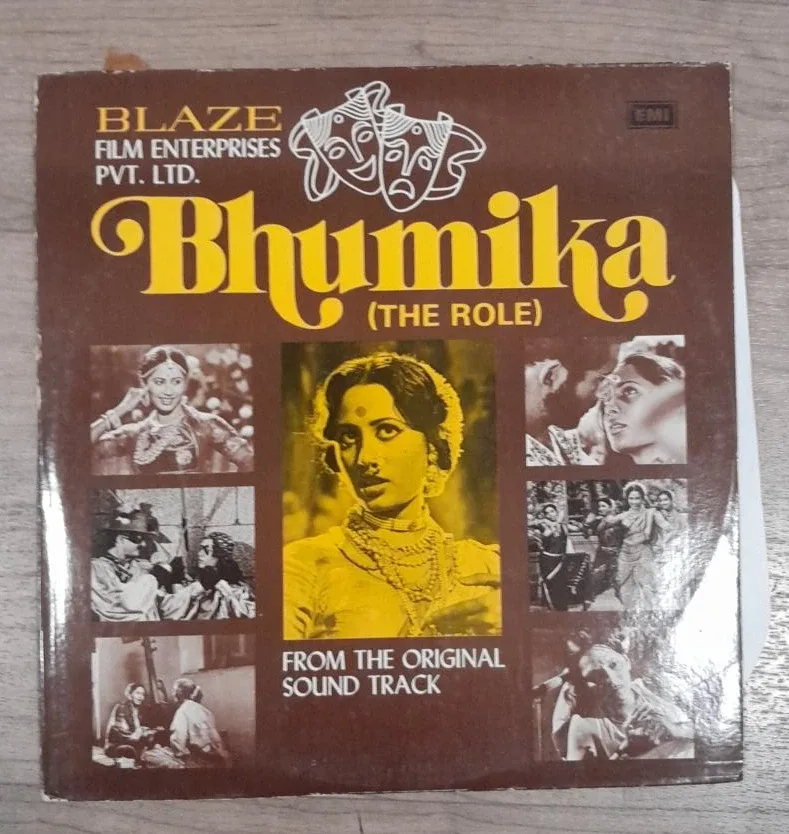 BLAZE
FILM ENTERPRISES
PVT. LTD.
EMI
Bhumika
(THE ROLE)
FROM THE ORIGINAL
SOUND TRACK